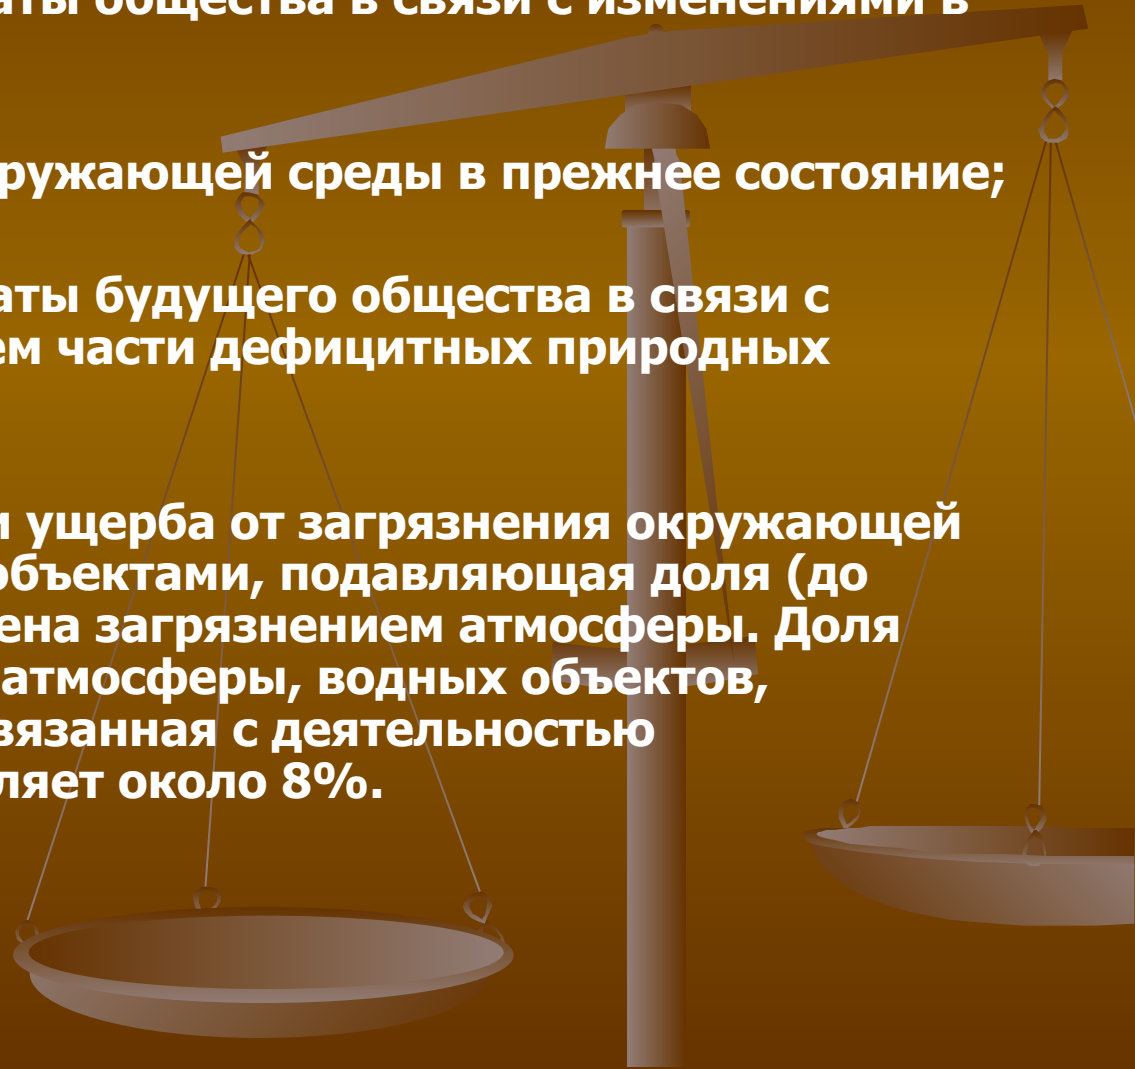 аты общества в связи с изменениями в
ружающей среды в прежнее состояние;
аты будущего общества в связи с
ем части дефицитных природных
и ущерба от загрязнения окружающей
объектами, подавляющая доля (до
ена загрязнением атмосферы. Доля
атмосферы, водных объектов,
вязанная с деятельностью
ляет около 8%.